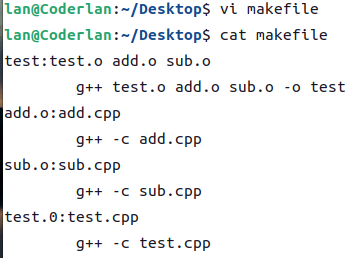 lan@Coderlan:~/Desktop$ vi makefile
lan@Coderlan:~/Desktop$ cat makefile
test:test.o add.o sub.o
        g++ test.o add.o sub.o -o test
add.o:add.cpp
        g++ -c add.cpp
sub.o:sub.cpp
        g++ -c sub.cpp
test.0:test.cpp
        g++ -c test.cpp